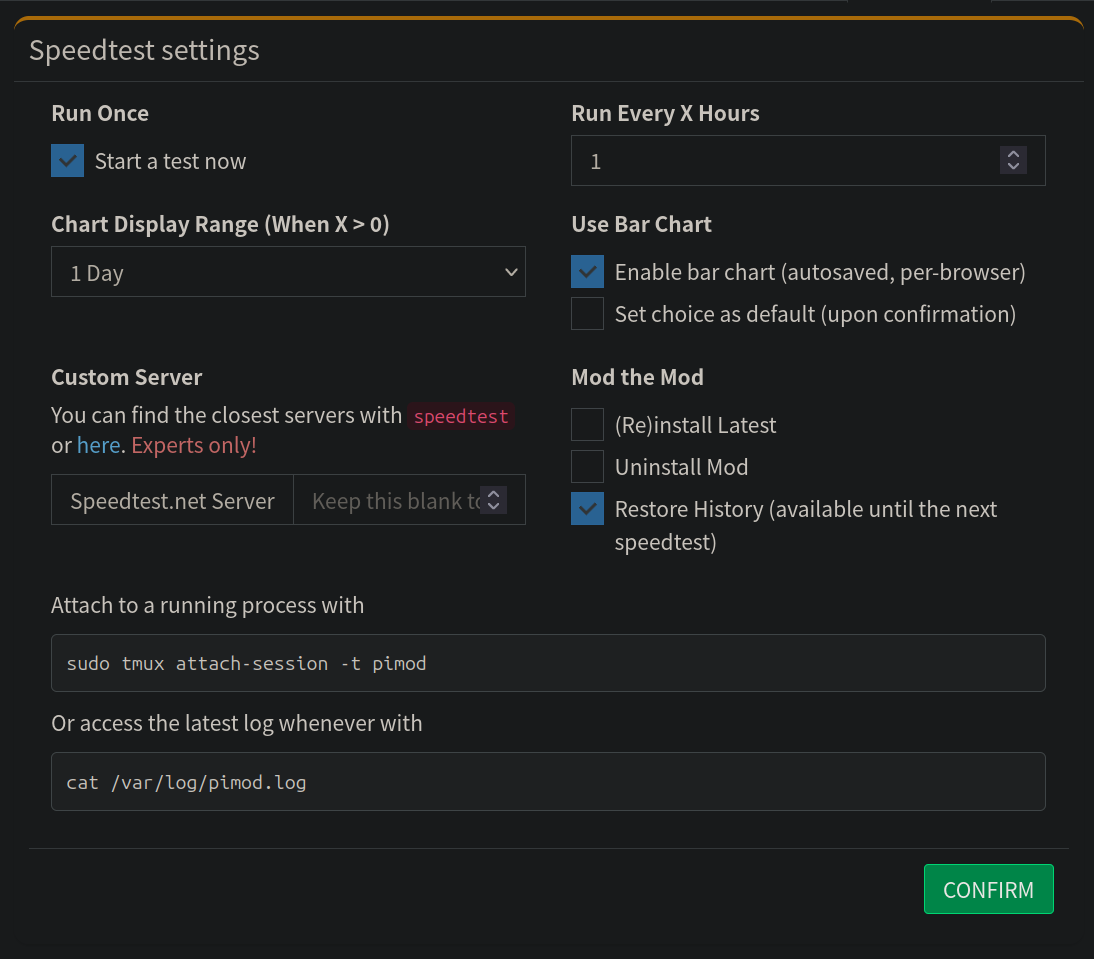 Speedtest settings
Run Once
Start a test now
Run Every X Hours
1
Chart Display Range (When X > 0)
1 Day
Use Bar Chart
Enable bar chart (autosaved, per-browser)
Set choice as default (upon confirmation)
Custom Server
You can find the closest servers with speedtest
or here. Experts only!
Speedtest.net Server
Keep this blank to
Mod the Mod
(Re)install Latest
Uninstall Mod
Restore History (available until the next
speedtest)
Attach to a running process with
sudo tmux attach-session -t pimod
Or access the latest log whenever with
cat /var/log/pimod.log
CONFIRM